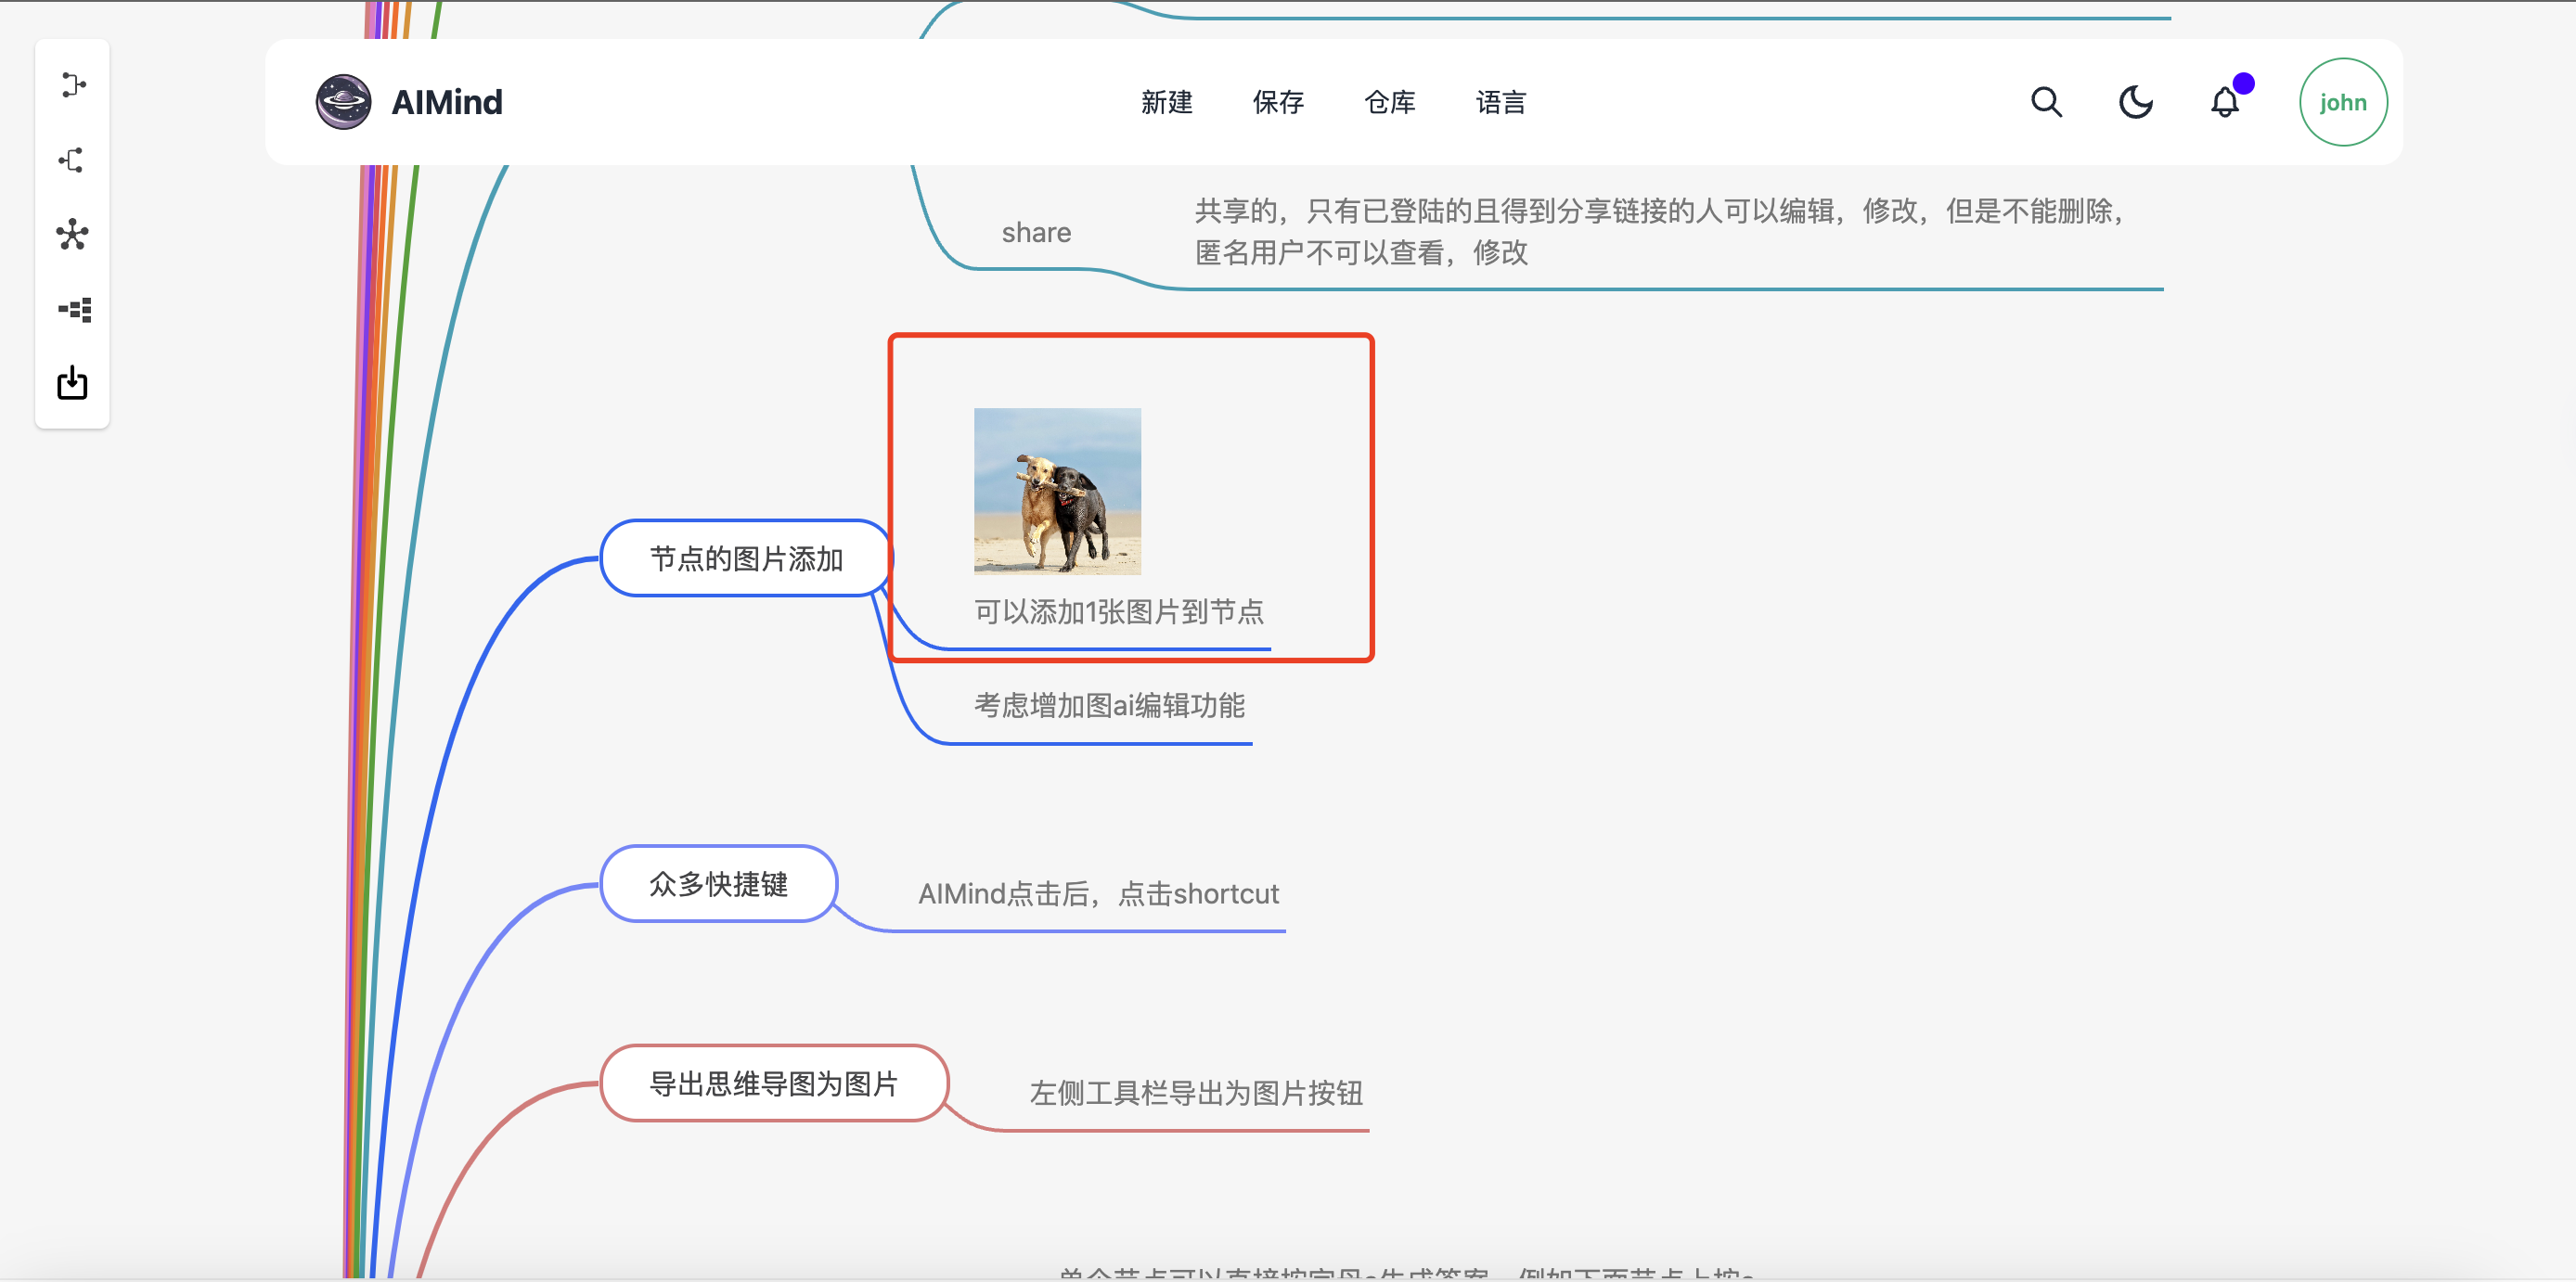 AIMind
新建
保存
仓库
语言
john
share
共享的，只有已登陆的且得到分享链接的人可以编辑，修改，但是不能删除，
匿名用户不可以查看，修改
节点的图片添加
可以添加1张图片到节点
考虑增加图ai编辑功能
众多快捷键
AIMind点击后，点击shortcut
导出思维导图为图片
左侧工具栏导出为图片按钮